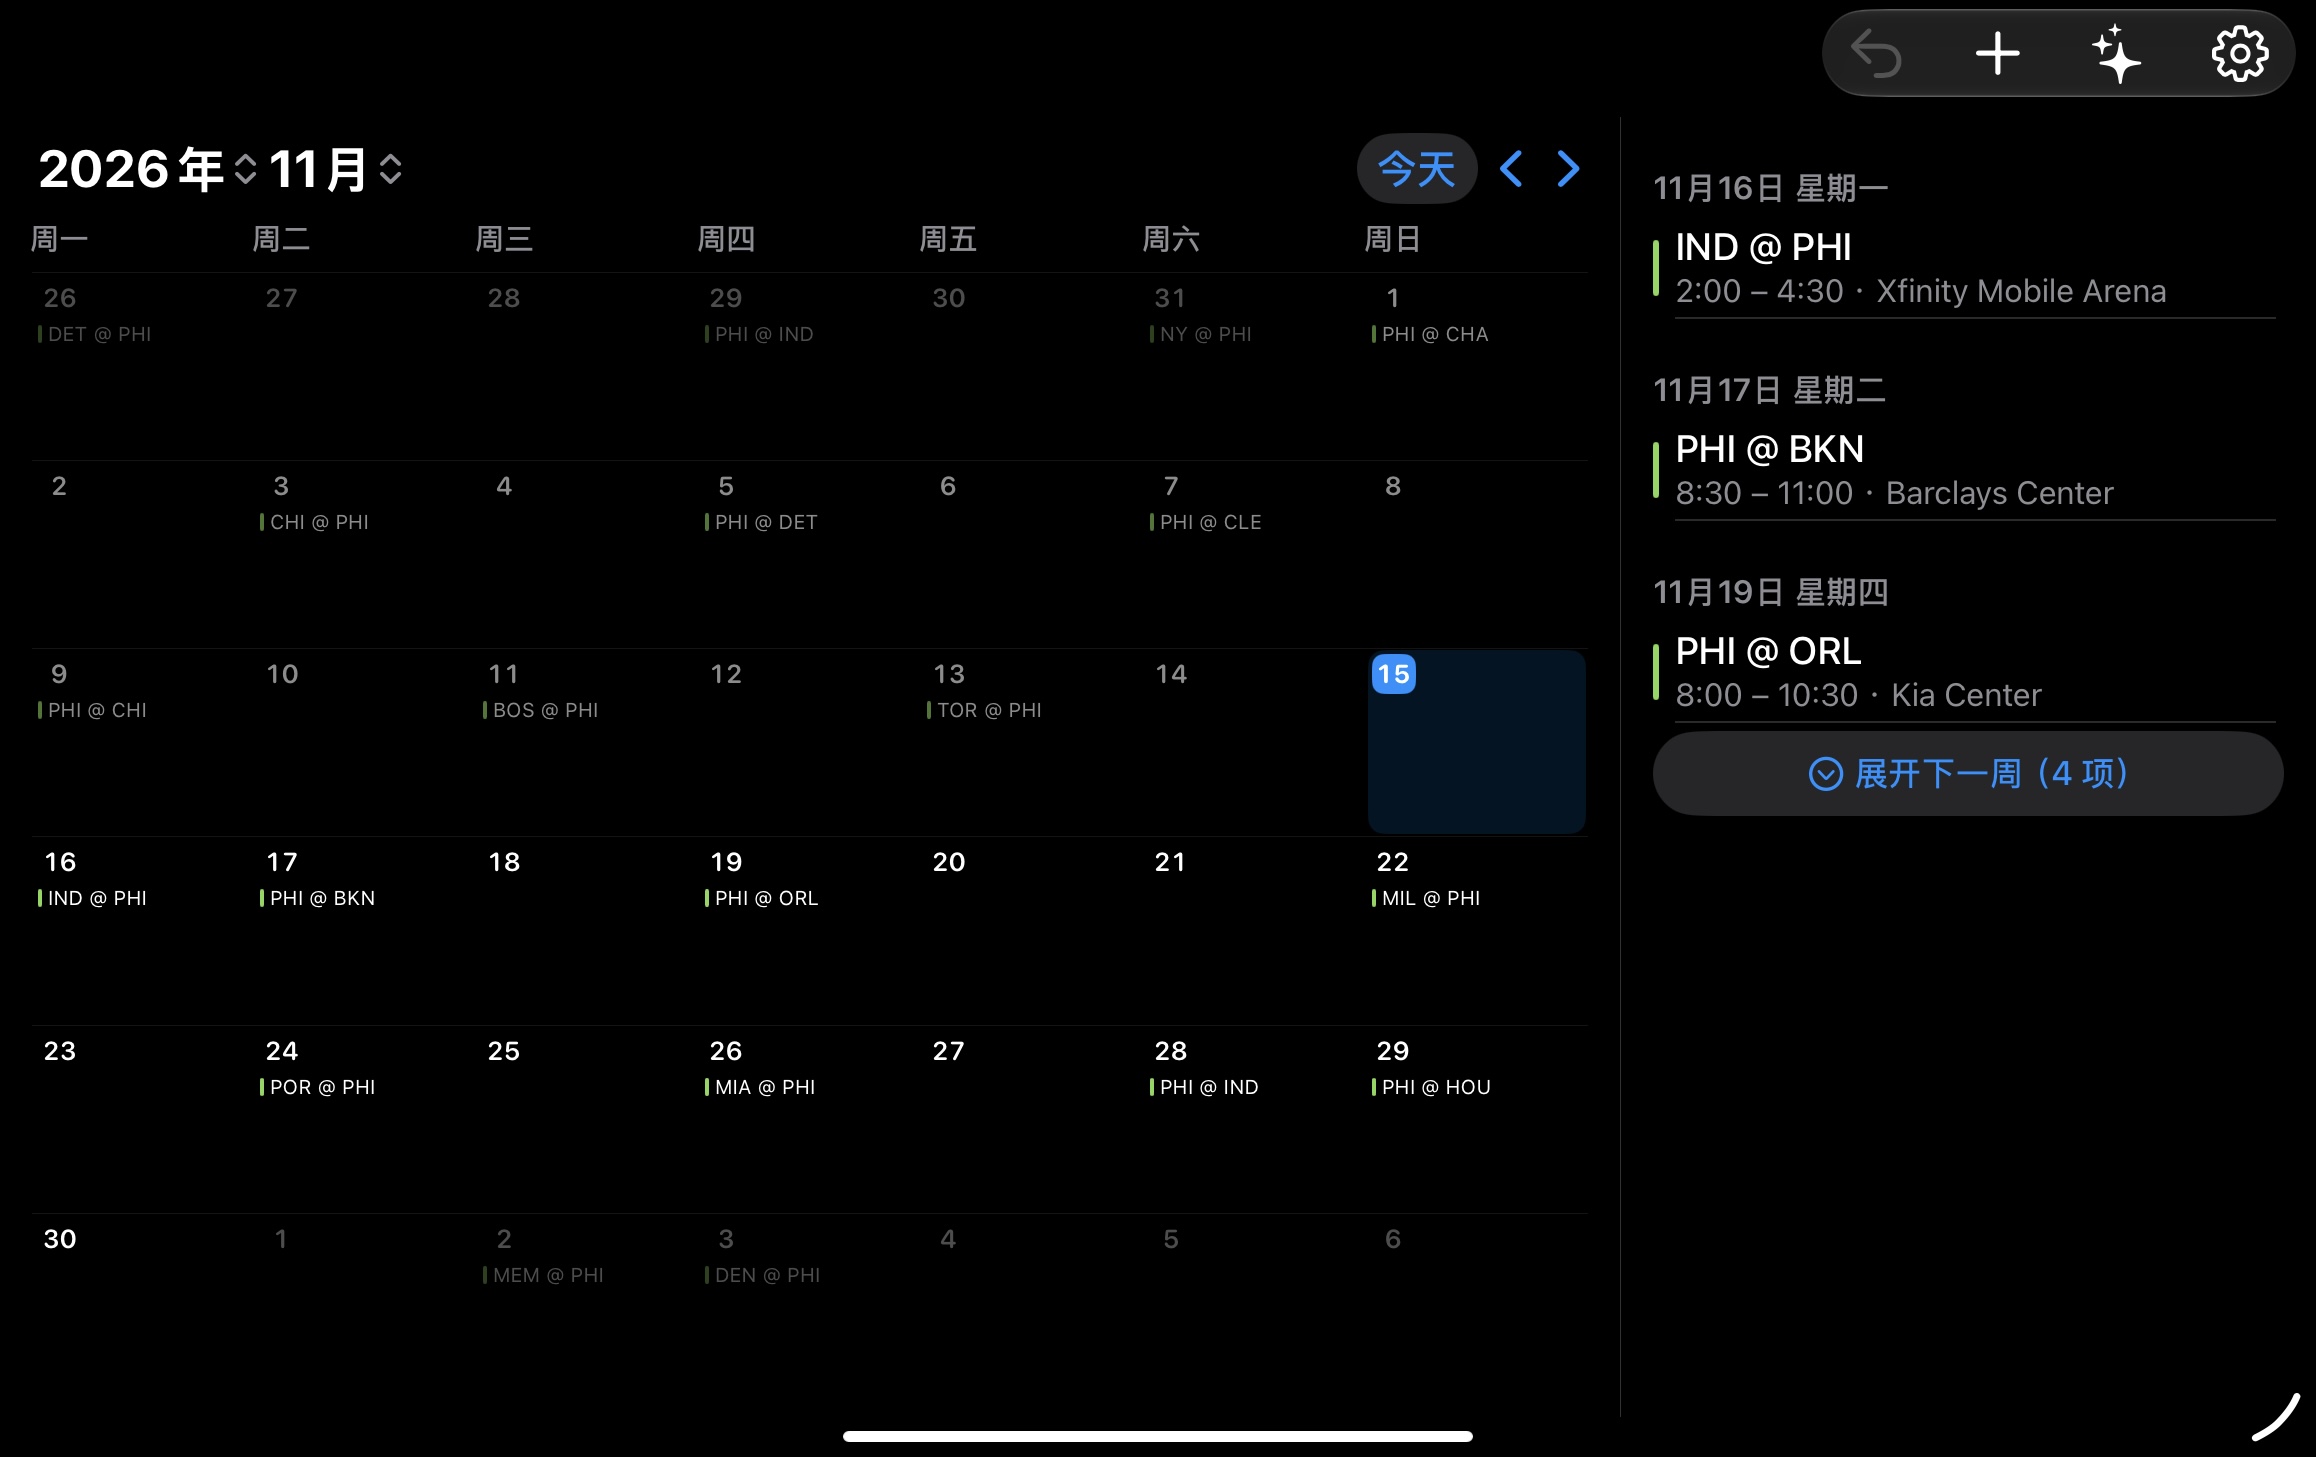 2026年 11月 今天
周一 周二 周三 周四 周五 周六 周日
26 27 28 29 30 31 1
DET @ PHI PHI @ IND NY @ PHI PHI @ CHA
2 3 4 5 6 7 8
CHI @ PHI PHI @ DET PHI @ CLE
9 10 11 12 13 14 15
PHI @ CHI BOS @ PHI TOR @ PHI
16 17 18 19 20 21 22
IND @ PHI PHI @ BKN PHI @ ORL MIL @ PHI
23 24 25 26 27 28 29
POR @ PHI MIA @ PHI PHI @ IND PHI @ HOU
30 1 2 3 4 5 6
MEM @ PHI DEN @ PHI
11月16日 星期一
IND @ PHI
2:00 – 4:30 · Xfinity Mobile Arena
11月17日 星期二
PHI @ BKN
8:30 – 11:00 · Barclays Center
11月19日 星期四
PHI @ ORL
8:00 – 10:30 · Kia Center
展开下一周（4 项）